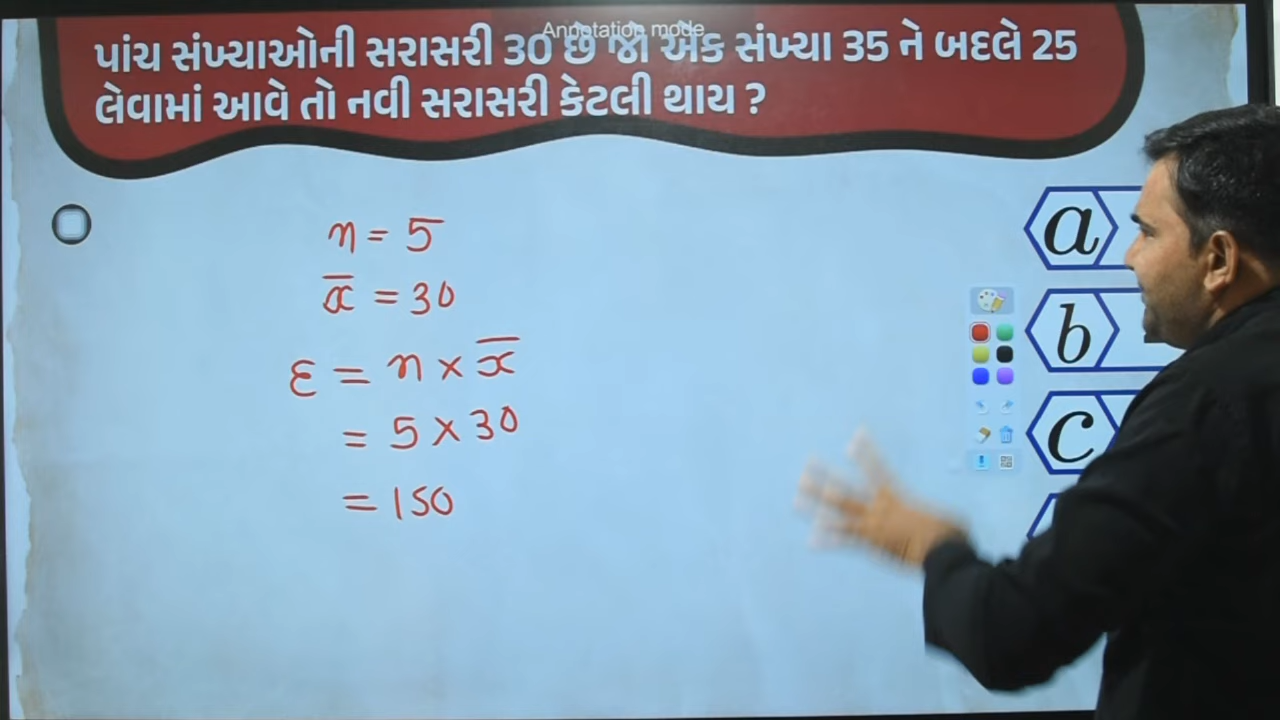 Annotation mode
પાંચ સંખ્યાઓની સરાસરી 30 છે જો એક સંખ્યા 35 ને બદલે 25
લેવામાં આવે તો નવી સરાસરી કેટલી થાય ?
n = 5
x̄ = 30
Ɛ = n × x̄
= 5 × 30
= 150
a
b
c